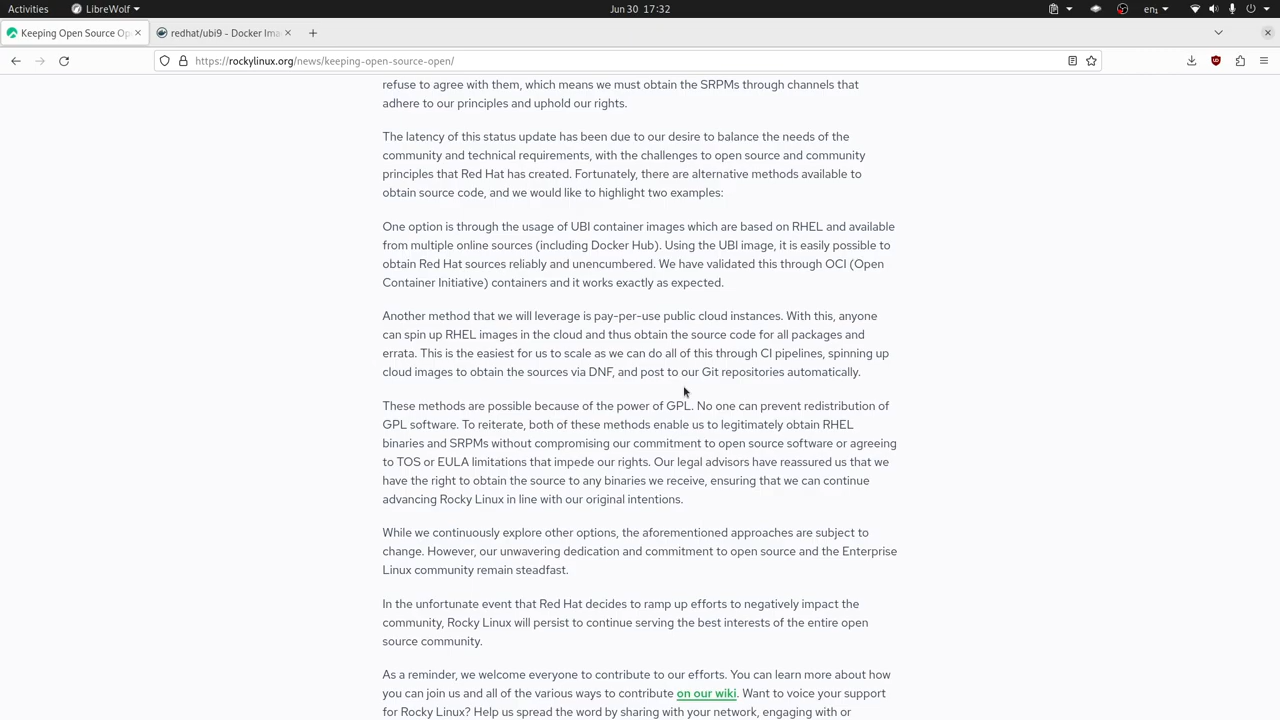 Activities
LibreWolf
Jun 30 17:32
en₁
Keeping Open Source Op
redhat/ubi9 - Docker Ima
https://rockylinux.org/news/keeping-open-source-open/
refuse to agree with them, which means we must obtain the SRPMs through channels that
adhere to our principles and uphold our rights.
The latency of this status update has been due to our desire to balance the needs of the
community and technical requirements, with the challenges to open source and community
principles that Red Hat has created. Fortunately, there are alternative methods available to
obtain source code, and we would like to highlight two examples:
One option is through the usage of UBI container images which are based on RHEL and available
from multiple online sources (including Docker Hub). Using the UBI image, it is easily possible to
obtain Red Hat sources reliably and unencumbered. We have validated this through OCI (Open
Container Initiative) containers and it works exactly as expected.
Another method that we will leverage is pay-per-use public cloud instances. With this, anyone
can spin up RHEL images in the cloud and thus obtain the source code for all packages and
errata. This is the easiest for us to scale as we can do all of this through CI pipelines, spinning up
cloud images to obtain the sources via DNF, and post to our Git repositories automatically.
These methods are possible because of the power of GPL. No one can prevent redistribution of
GPL software. To reiterate, both of these methods enable us to legitimately obtain RHEL
binaries and SRPMs without compromising our commitment to open source software or agreeing
to TOS or EULA limitations that impede our rights. Our legal advisors have reassured us that we
have the right to obtain the source to any binaries we receive, ensuring that we can continue
advancing Rocky Linux in line with our original intentions.
While we continuously explore other options, the aforementioned approaches are subject to
change. However, our unwavering dedication and commitment to open source and the Enterprise
Linux community remain steadfast.
In the unfortunate event that Red Hat decides to ramp up efforts to negatively impact the
community, Rocky Linux will persist to continue serving the best interests of the entire open
source community.
As a reminder, we welcome everyone to contribute to our efforts. You can learn more about how
you can join us and all of the various ways to contribute on our wiki. Want to voice your support
for Rocky Linux? Help us spread the word by sharing with your network, engaging with or